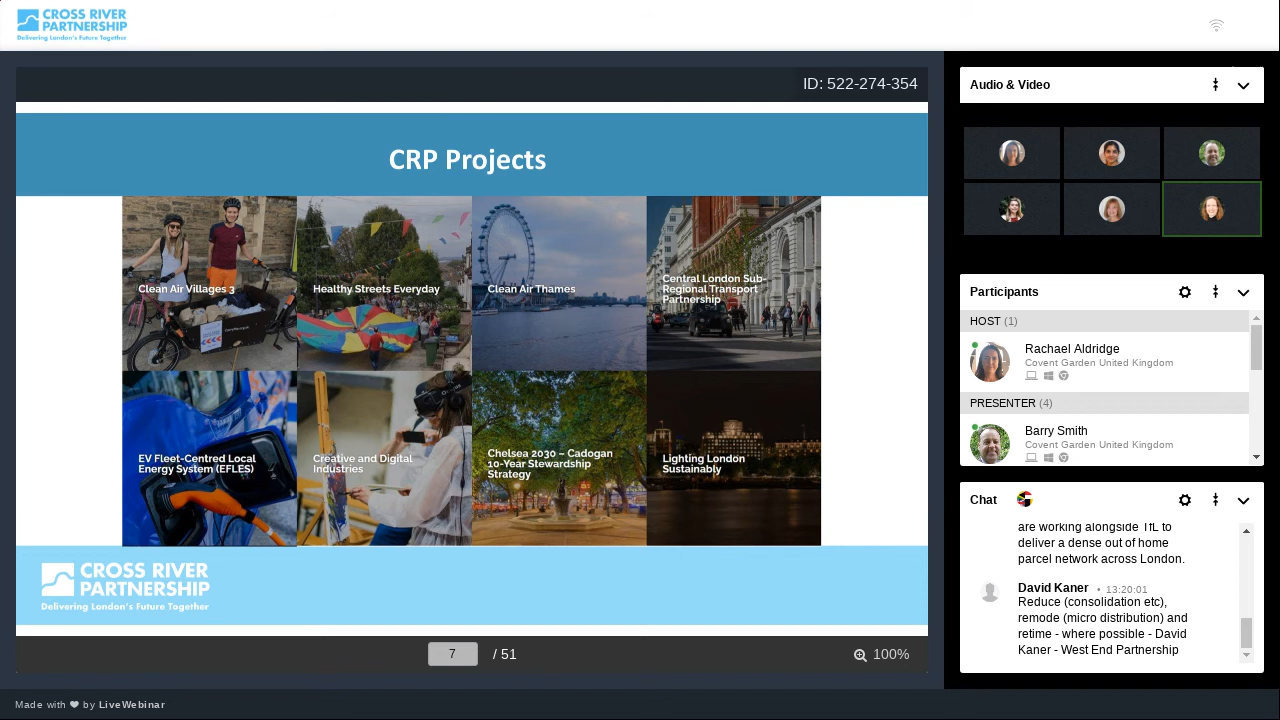 CROSS RIVER
PARTNERSHIP
Delivering London's Future Together
ID: 522-274-354
CRP Projects
Clean Air Villages 3
Healthy Streets Everyday
Clean Air Thames
Central London Sub-
Regional Transport
Partnership
EV Fleet-Centred Local
Energy System (EFLES)
Creative and Digital
Industries
Chelsea 2030 – Cadogan
10-Year Stewardship
Strategy
Lighting London
Sustainably
CROSS RIVER
PARTNERSHIP
Delivering London's Future Together
7 / 51
100%
Made with ❤ by LiveWebinar
Audio & Video
Participants
HOST (1)
Rachael Aldridge
Covent Garden United Kingdom
PRESENTER (4)
Barry Smith
Covent Garden United Kingdom
Chat
are working alongside TfL to
deliver a dense out of home
parcel network across London.
David Kaner • 13:20:01
Reduce (consolidation etc),
remode (micro distribution) and
retime - where possible - David
Kaner - West End Partnership